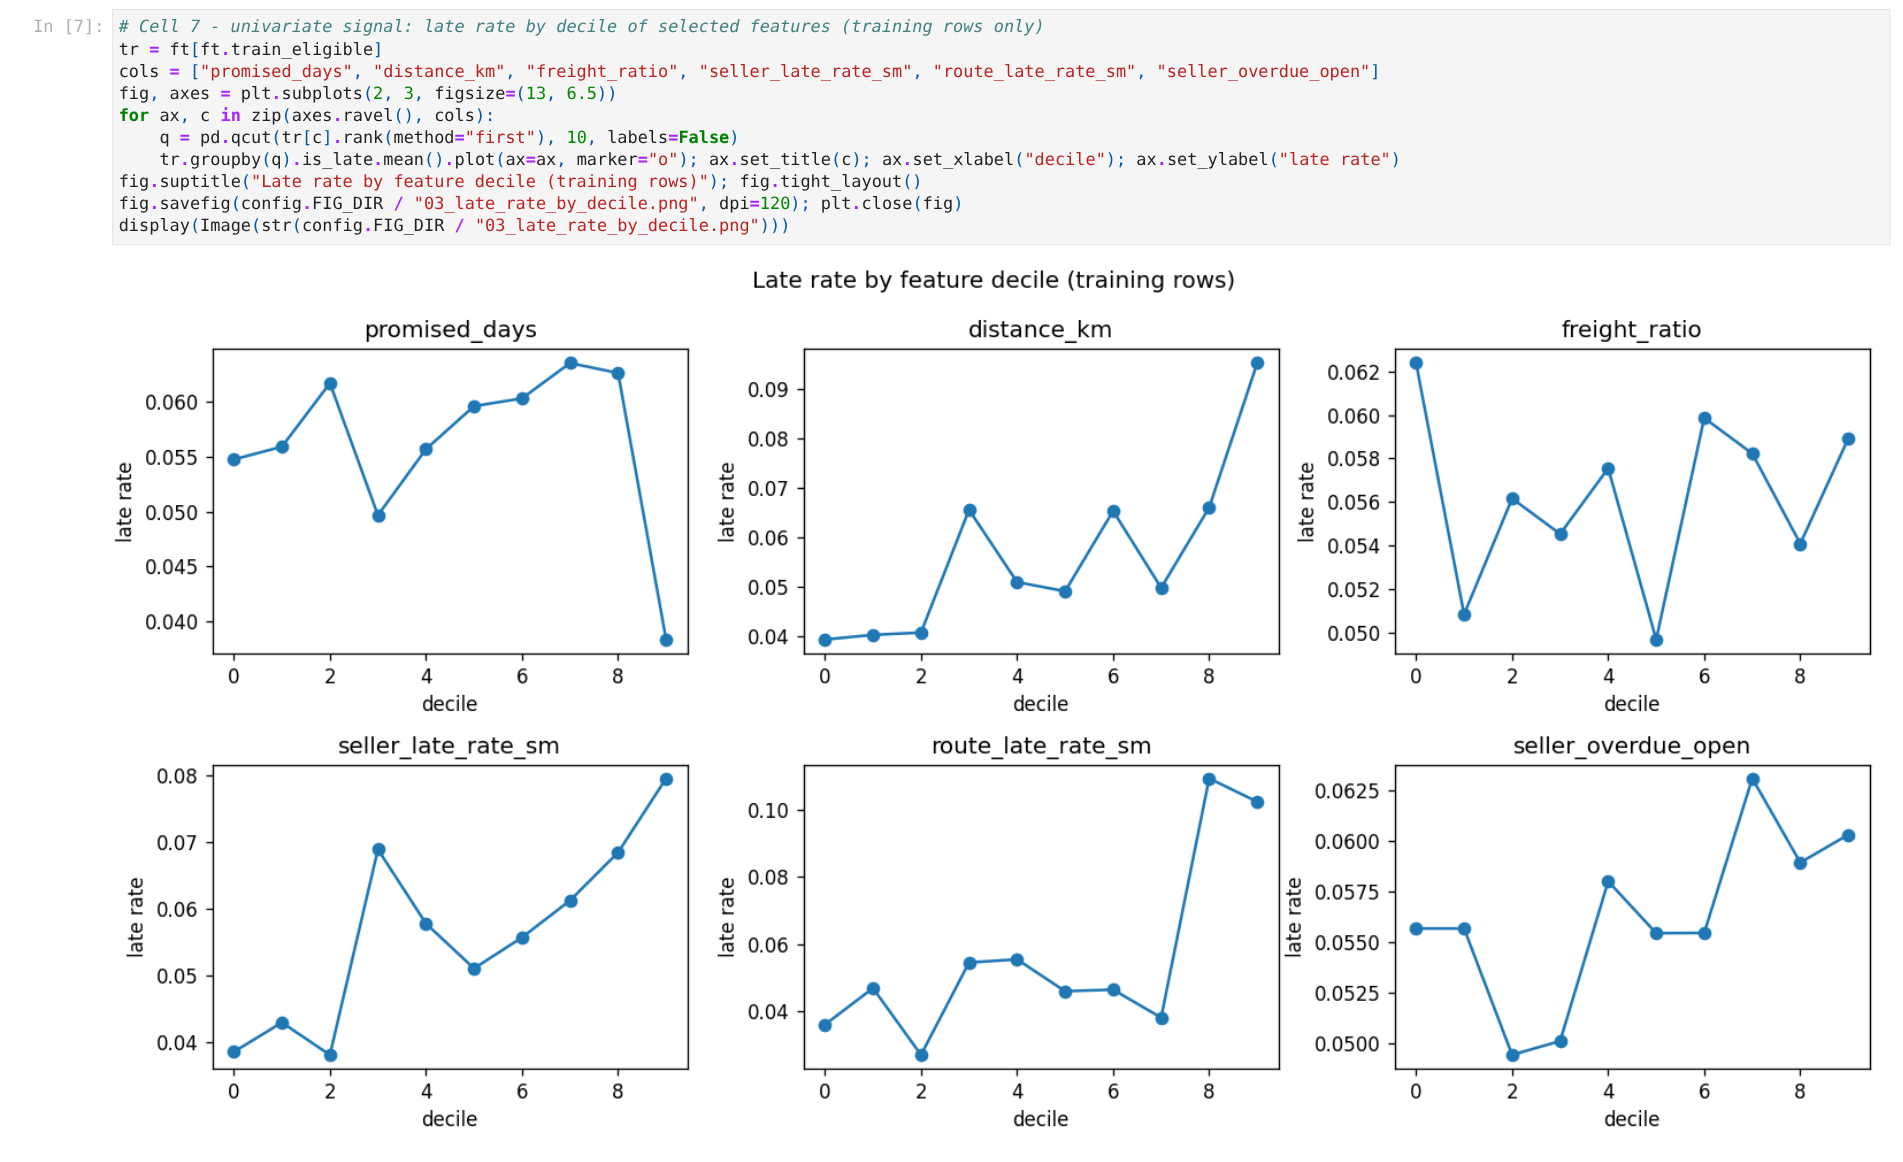 In [7]:
# Cell 7 - univariate signal: late rate by decile of selected features (training rows only)
tr = ft[ft.train_eligible]
cols = ["promised_days", "distance_km", "freight_ratio", "seller_late_rate_sm", "route_late_rate_sm", "seller_overdue_open"]
fig, axes = plt.subplots(2, 3, figsize=(13, 6.5))
for ax, c in zip(axes.ravel(), cols):
    q = pd.qcut(tr[c].rank(method="first"), 10, labels=False)
    tr.groupby(q).is_late.mean().plot(ax=ax, marker="o"); ax.set_title(c); ax.set_xlabel("decile"); ax.set_ylabel("late rate")
fig.suptitle("Late rate by feature decile (training rows)"); fig.tight_layout()
fig.savefig(config.FIG_DIR / "03_late_rate_by_decile.png", dpi=120); plt.close(fig)
display(Image(str(config.FIG_DIR / "03_late_rate_by_decile.png")))
Late rate by feature decile (training rows)
promised_days
late rate
0.060
0.055
0.050
0.045
0.040
0 2 4 6 8
decile
distance_km
late rate
0.09
0.08
0.07
0.06
0.05
0.04
0 2 4 6 8
decile
freight_ratio
late rate
0.062
0.060
0.058
0.056
0.054
0.052
0.050
0 2 4 6 8
decile
seller_late_rate_sm
late rate
0.08
0.07
0.06
0.05
0.04
0 2 4 6 8
decile
route_late_rate_sm
late rate
0.10
0.08
0.06
0.04
0 2 4 6 8
decile
seller_overdue_open
late rate
0.0625
0.0600
0.0575
0.0550
0.0525
0.0500
0 2 4 6 8
decile